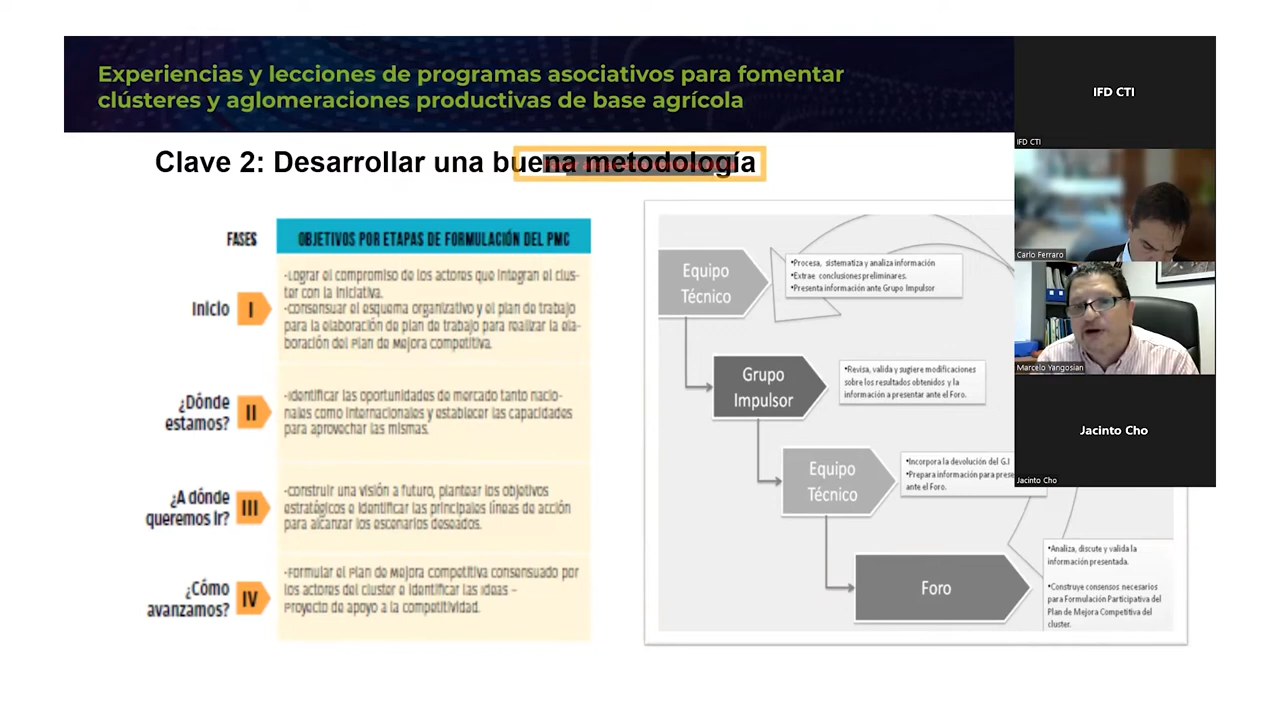 Experiencias y lecciones de programas asociativos para fomentar
clústeres y aglomeraciones productivas de base agrícola
Clave 2: Desarrollar una buena metodología
FASES
OBJETIVOS POR ETAPAS DE FORMULACIÓN DEL PMC
Inicio
I
-Lograr el compromiso de los actores que integran el clus-
ter con la iniciativa.
-consensuar el esquema organizativo y el plan de trabajo
para la elaboración de plan de trabajo para realizar la ela-
boración del Plan de Mejora competitiva.
¿Dónde
estamos?
II
-Identificar las oportunidades de mercado tanto nacio-
nales como internacionales y establecer las capacidades
para aprovechar las mismas.
¿A dónde
queremos ir?
III
-construir una visión a futuro, plantear los objetivos
estratégicos e identificar las principales líneas de acción
para alcanzar los escenarios deseados.
¿Cómo
avanzamos?
IV
-Formular el Plan de Mejora competitiva consensuado por
los actores del cluster e identificar las ideas –
Proyecto de apoyo a la competitividad.
Equipo
Técnico
•Procesa, sistematiza y analiza información
•Extrae conclusiones preliminares.
•Presenta información ante Grupo Impulsor
Grupo
Impulsor
•Revisa, valida y sugiere modificaciones
sobre los resultados obtenidos y la
información a presentar ante el Foro.
Equipo
Técnico
•Incorpora la devolución del G.I
•Prepara información para
ante el Foro.
Foro
•Analiza, discute y valida la
información presentada.
•Construye consensos necesarios
para Formulación Participativa del
Plan de Mejora Competitiva del
cluster.
IFD CTI
IFD CTI
Carlo Ferraro
Marcelo Yangosian
Jacinto Cho
Jacinto Cho